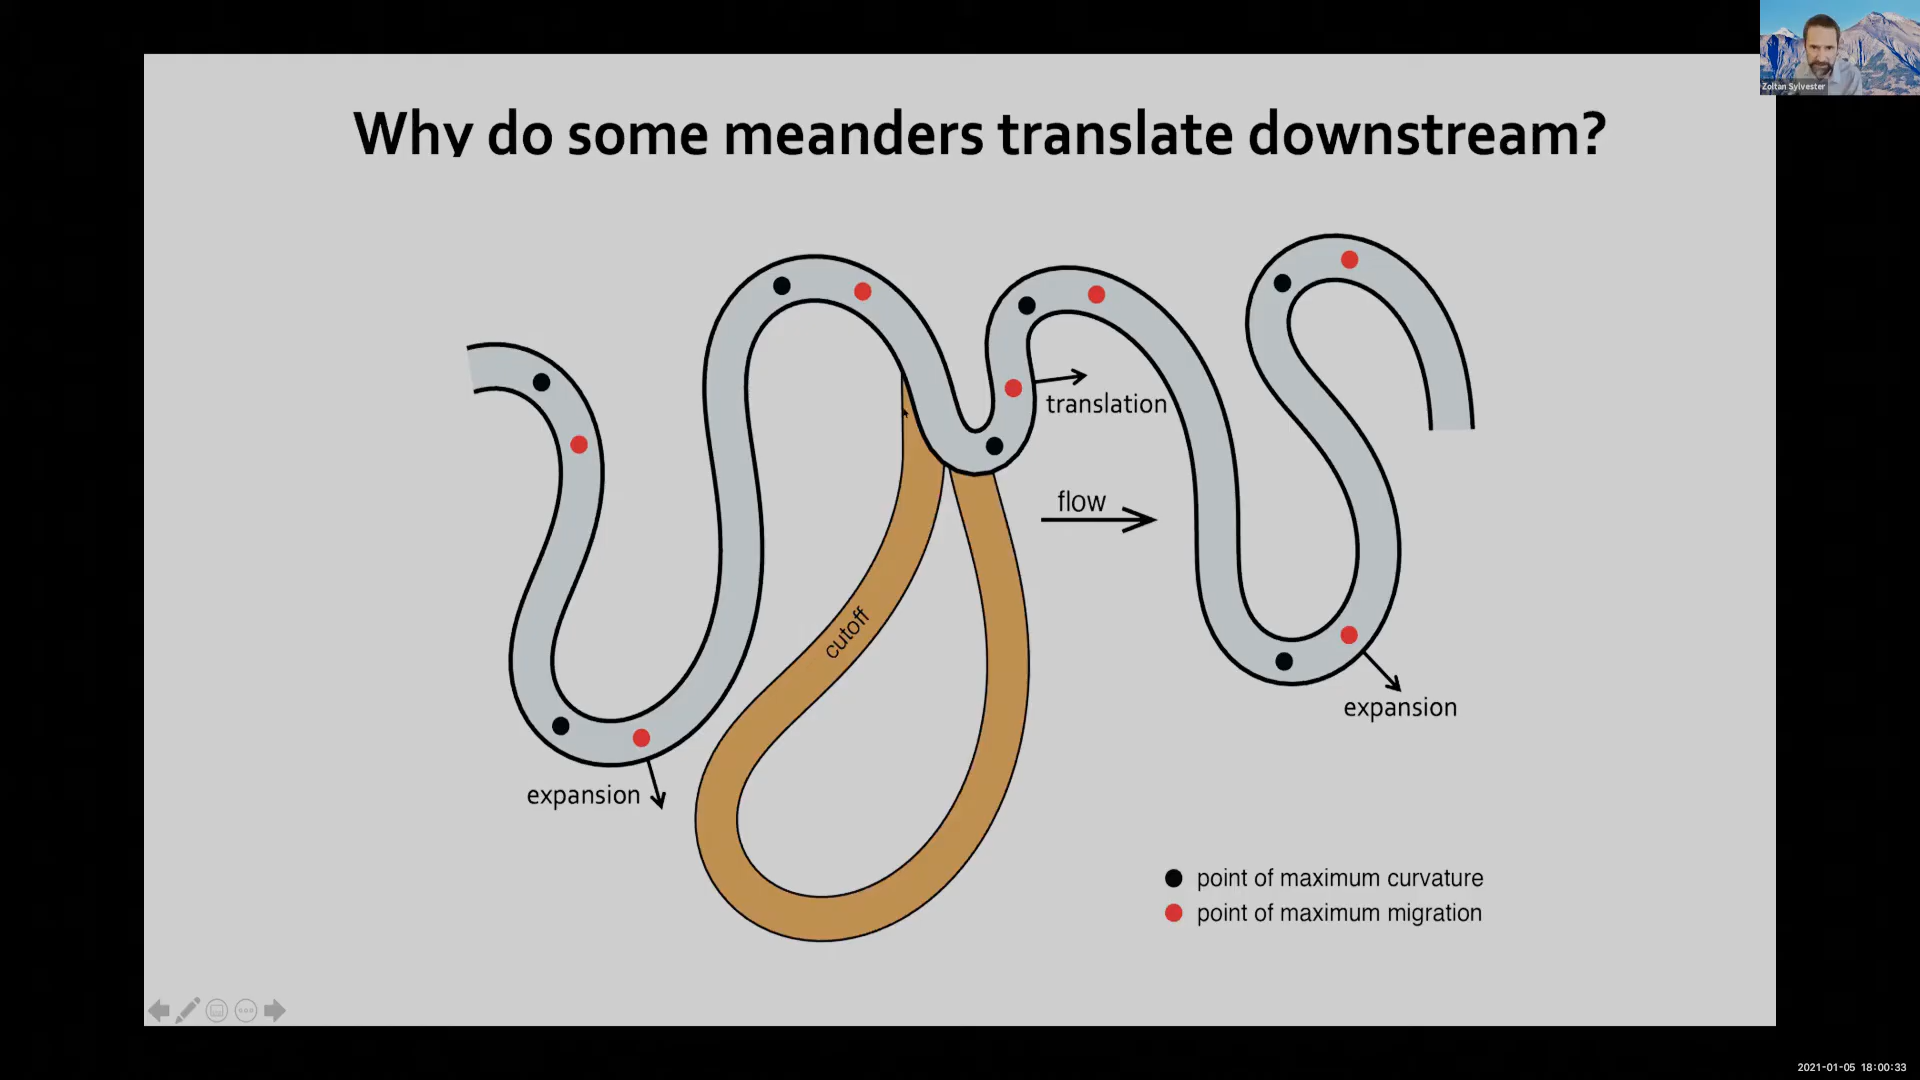 Zoltan Sylvester
Why do some meanders translate downstream?
translation
flow
cutoff
expansion
expansion
point of maximum curvature
point of maximum migration
2021-01-05 18:00:33